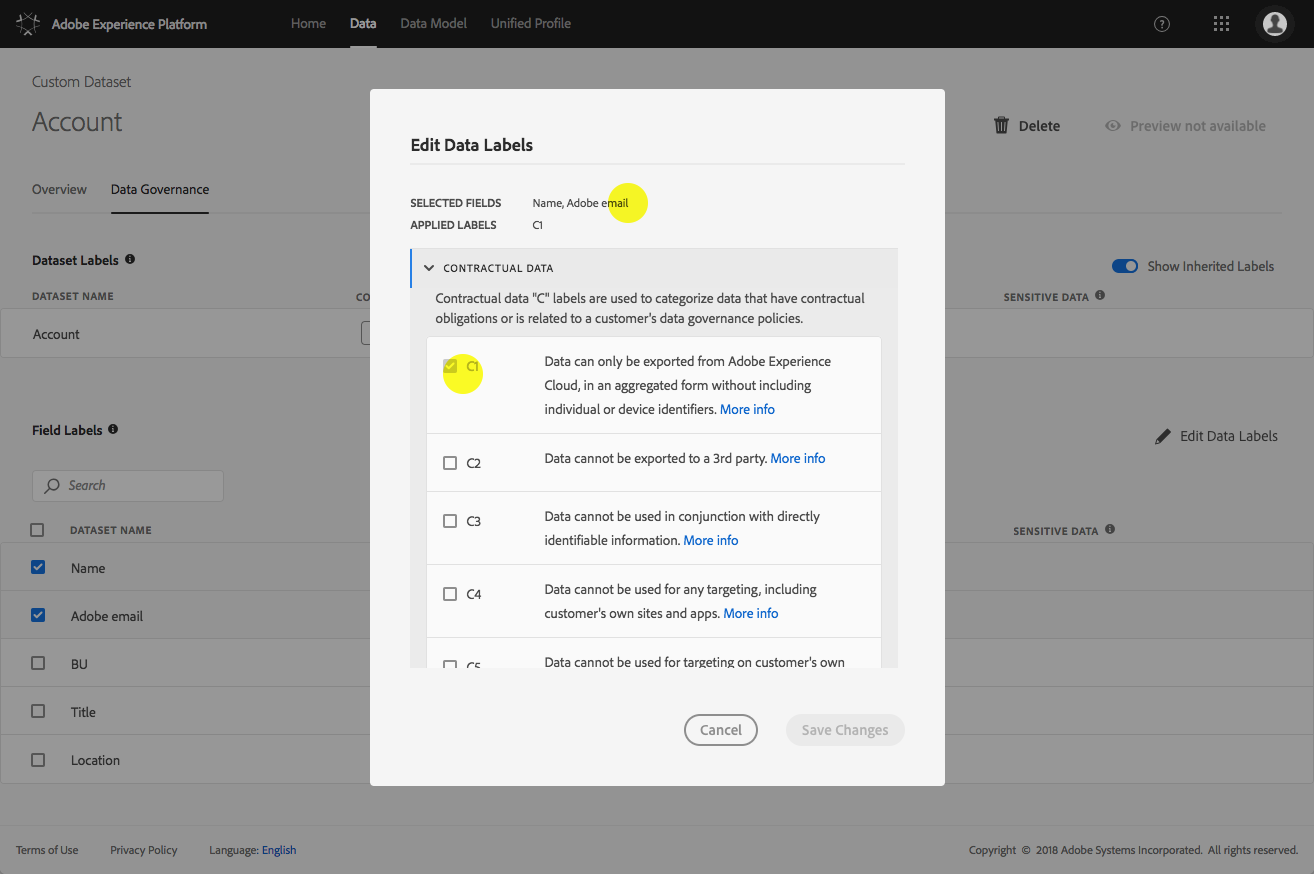 Adobe Experience Platform Home Data Data Model Unified Profile ?
Custom Dataset
Account
Delete Preview not available
Overview Data Governance
Dataset Labels
Show Inherited Labels
DATASET NAME CO SENSITIVE DATA
Account
Field Labels
Edit Data Labels
Search
DATASET NAME SENSITIVE DATA
Name
Adobe email
BU
Title
Location
Edit Data Labels
SELECTED FIELDS Name, Adobe email
APPLIED LABELS C1
CONTRACTUAL DATA
Contractual data "C" labels are used to categorize data that have contractual
obligations or is related to a customer's data governance policies.
C1 Data can only be exported from Adobe Experience
Cloud, in an aggregated form without including
individual or device identifiers. More info
C2 Data cannot be exported to a 3rd party. More info
C3 Data cannot be used in conjunction with directly
identifiable information. More info
C4 Data cannot be used for any targeting, including
customer's own sites and apps. More info
C5 Data cannot be used for targeting on customer's own
Cancel Save Changes
Terms of Use Privacy Policy Language: English Copyright © 2018 Adobe Systems Incorporated. All rights reserved.